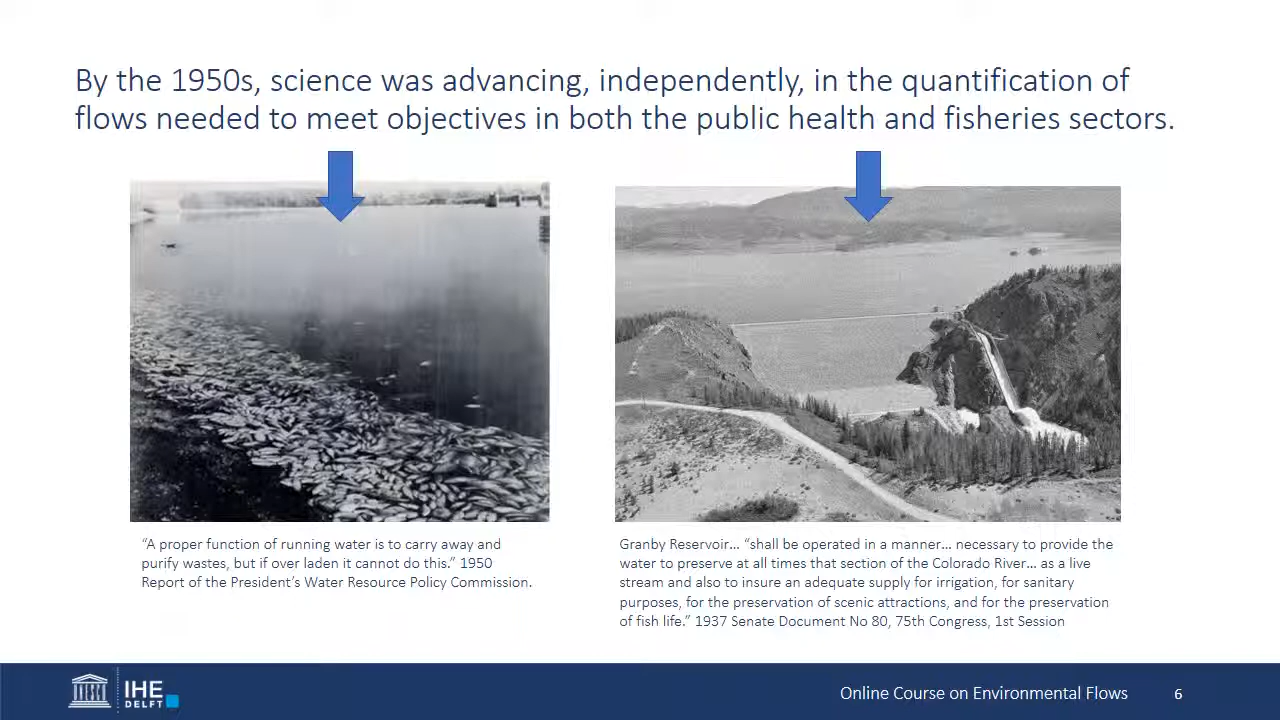 By the 1950s, science was advancing, independently, in the quantification of
flows needed to meet objectives in both the public health and fisheries sectors.
“A proper function of running water is to carry away and
purify wastes, but if over laden it cannot do this.” 1950
Report of the President’s Water Resource Policy Commission.
Granby Reservoir… “shall be operated in a manner… necessary to provide the
water to preserve at all times that section of the Colorado River… as a live
stream and also to insure an adequate supply for irrigation, for sanitary
purposes, for the preservation of scenic attractions, and for the preservation
of fish life.” 1937 Senate Document No 80, 75th Congress, 1st Session
UNESCO
IHE
DELFT
Online Course on Environmental Flows
6